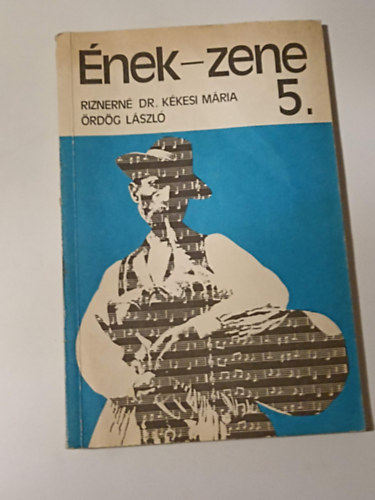 Ének–zene
RIZNERNÉ DR. KÉKESI MÁRIA
ÖRDÖG LÁSZLÓ
5.